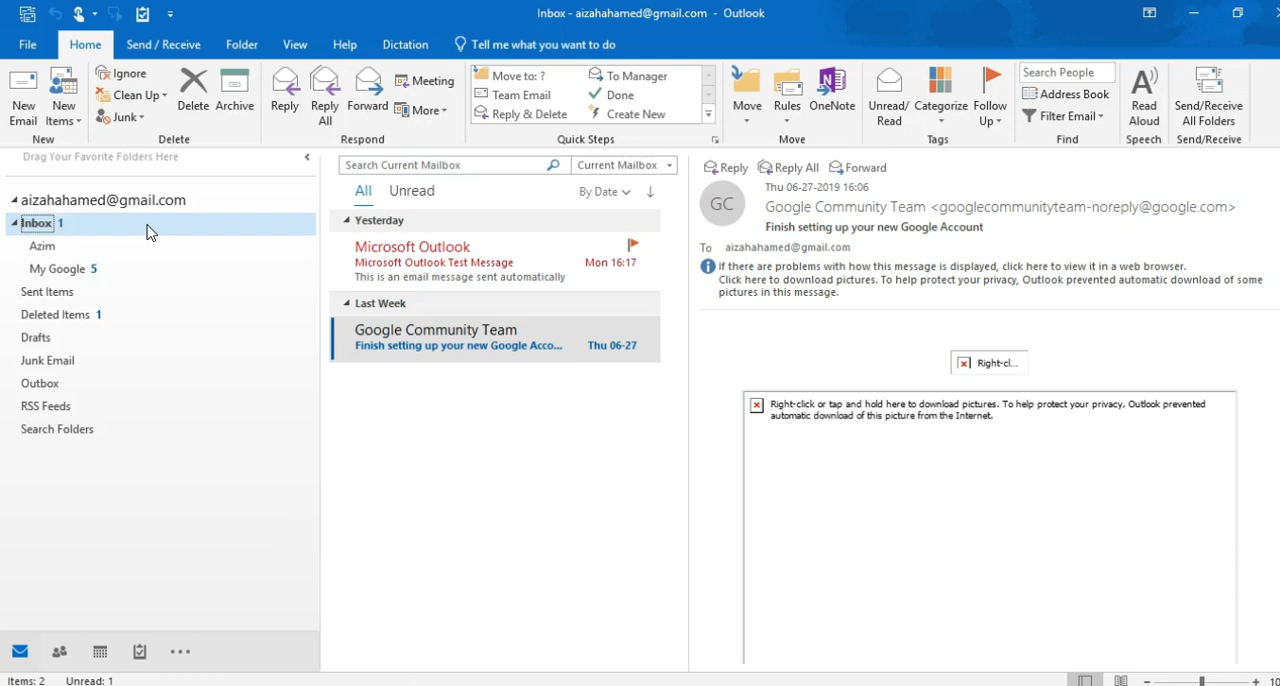 Inbox - aizahahamed@gmail.com - Outlook
File Home Send / Receive Folder View Help Dictation Tell me what you want to do
New Email
New Items
New
Ignore
Clean Up
Junk
Delete
Archive
Delete
Reply
Reply All
Forward
Meeting
More
Respond
Move to: ?
Team Email
Reply & Delete
To Manager
Done
Create New
Quick Steps
Move
Rules
OneNote
Move
Unread/ Read
Categorize
Follow Up
Tags
Search People
Address Book
Filter Email
Find
Read Aloud
Speech
Send/Receive All Folders
Send/Receive
Drag Your Favorite Folders Here
aizahahamed@gmail.com
Inbox 1
Azim
My Google 5
Sent Items
Deleted Items 1
Drafts
Junk Email
Outbox
RSS Feeds
Search Folders
Search Current Mailbox Current Mailbox
All Unread By Date
Yesterday
Microsoft Outlook
Microsoft Outlook Test Message Mon 16:17
This is an email message sent automatically
Last Week
Google Community Team
Finish setting up your new Google Acco... Thu 06-27
Reply Reply All Forward
Thu 06-27-2019 16:06
GC
Google Community Team <googlecommunityteam-noreply@google.com>
Finish setting up your new Google Account
To aizahahamed@gmail.com
If there are problems with how this message is displayed, click here to view it in a web browser.
Click here to download pictures. To help protect your privacy, Outlook prevented automatic download of some
pictures in this message.
Right-cl...
Right-click or tap and hold here to download pictures. To help protect your privacy, Outlook prevented
automatic download of this picture from the Internet.
Items: 2 Unread: 1
10